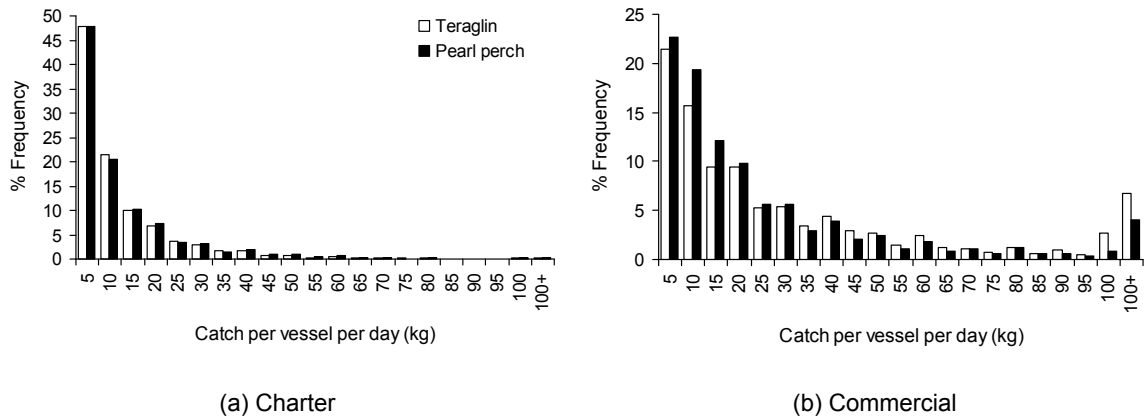 50
45
40
35
30
25
20
15
10
5
0
% Frequency
Teraglin
Pearl perch
5 10 15 20 25 30 35 40 45 50 55 60 65 70 75 80 85 90 95 100 100+
Catch per vessel per day (kg)
(a) Charter
25
20
15
10
5
0
% Frequency
5 10 15 20 25 30 35 40 45 50 55 60 65 70 75 80 85 90 95 100 100+
Catch per vessel per day (kg)
(b) Commercial